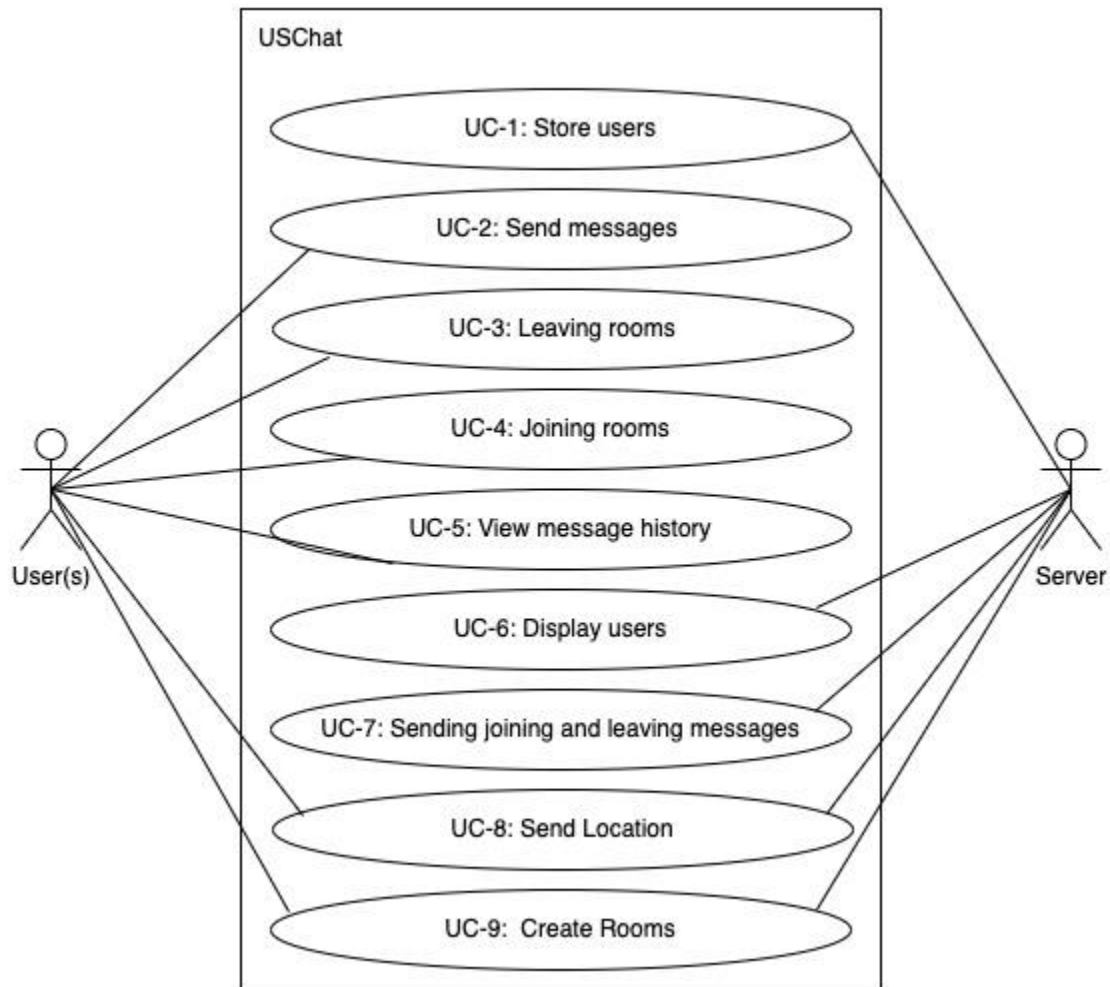 USChat
UC-1: Store users
UC-2: Send messages
UC-3: Leaving rooms
UC-4: Joining rooms
UC-5: View message history
User(s)
Server
UC-6: Display users
UC-7: Sending joining and leaving messages
UC-8: Send Location
UC-9: Create Rooms